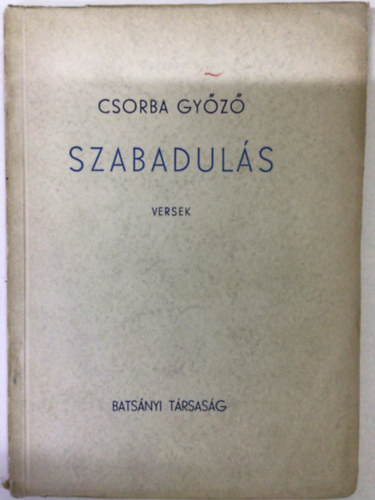 CSORBA GYŐZŐ
SZABADULÁS
VERSEK
BATSÁNYI TÁRSASÁG